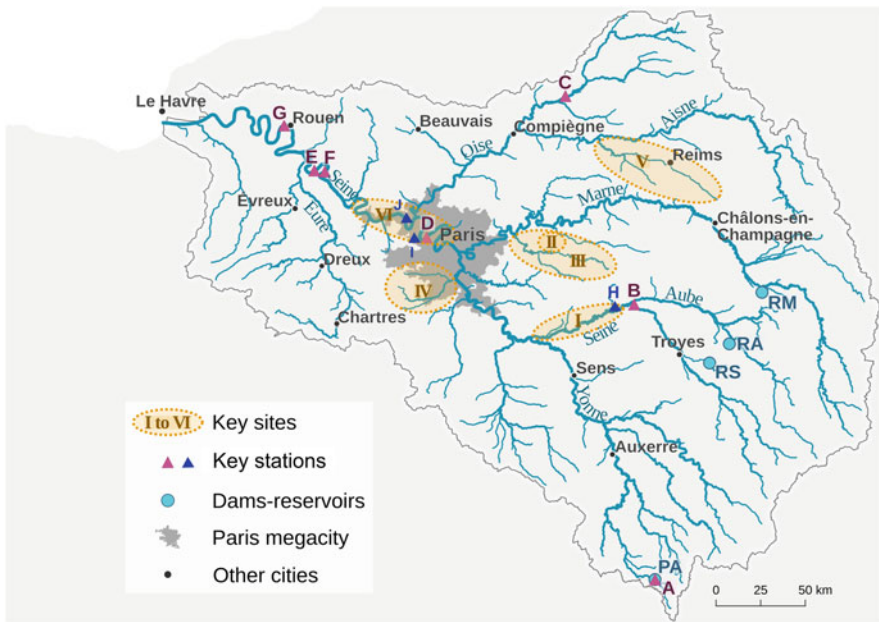 C
Le Havre
G
Rouen
Beauvais
Compiègne
Aisne
Oise
E F
Seine
V
Reims
Évreux
Eure
VI
J
D
Paris
I
Marne
Châlons-en-
Champagne
II
III
Dreux
IV
RM
H
B
Aube
I
Seine
Chartres
Troyes
RA
RS
Sens
Yonne
Auxerre
PA
A
I to VI Key sites
Key stations
Dams-reservoirs
Paris megacity
Other cities
0 25 50 km